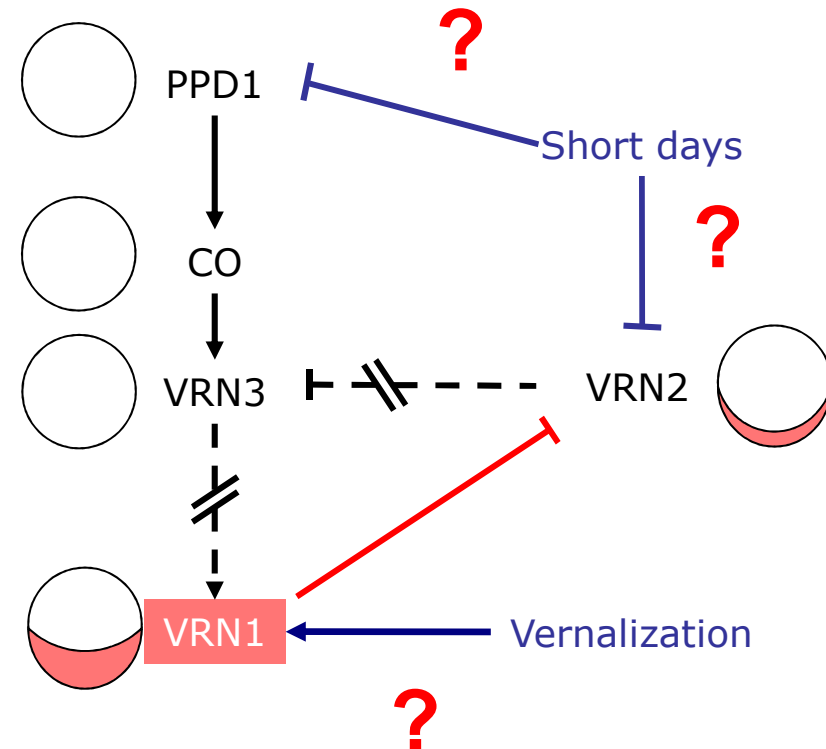 ?
PPD1
Short days
?
CO
VRN3
VRN2
VRN1
Vernalization
?